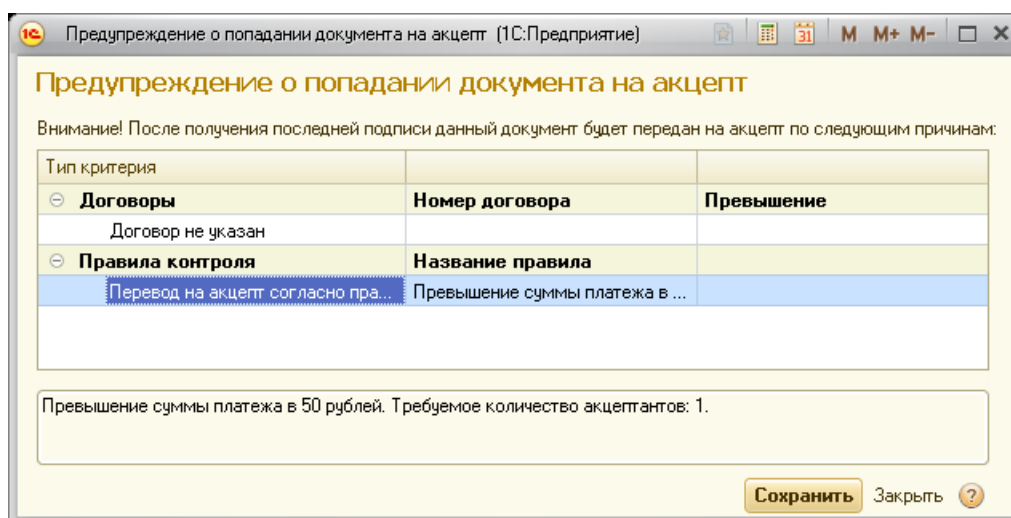 1С Предупреждение о попадании документа на акцепт (1С:Предприятие) 31 M M+ M-
Предупреждение о попадании документа на акцепт
Внимание! После получения последней подписи данный документ будет передан на акцепт по следующим причинам:
Тип критерия
Договоры Номер договора Превышение
Договор не указан
Правила контроля Название правила
Перевод на акцепт согласно пра... Превышение суммы платежа в ...
Превышение суммы платежа в 50 рублей. Требуемое количество акцептантов: 1.
Сохранить Закрыть ?